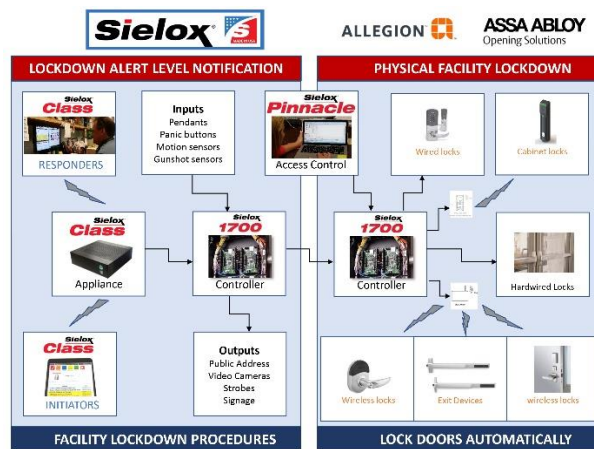 Sielox
S
ALLEGION
ASSA ABLOY
Opening Solutions
LOCKDOWN ALERT LEVEL NOTIFICATION
PHYSICAL FACILITY LOCKDOWN
Sielox
Class
RESPONDERS
Inputs
Pendants
Panic buttons
Motion sensors
Gunshot sensors
Sielox
Pinnacle
Access Control
Wired locks
Cabinet locks
Sielox
Class
Appliance
Sielox
1700
Controller
Sielox
1700
Controller
Hardwired Locks
Sielox
Class
INITIATORS
Outputs
Public Address
Video Cameras
Strobes
Signage
Wireless locks
Exit Devices
wireless locks
FACILITY LOCKDOWN PROCEDURES
LOCK DOORS AUTOMATICALLY